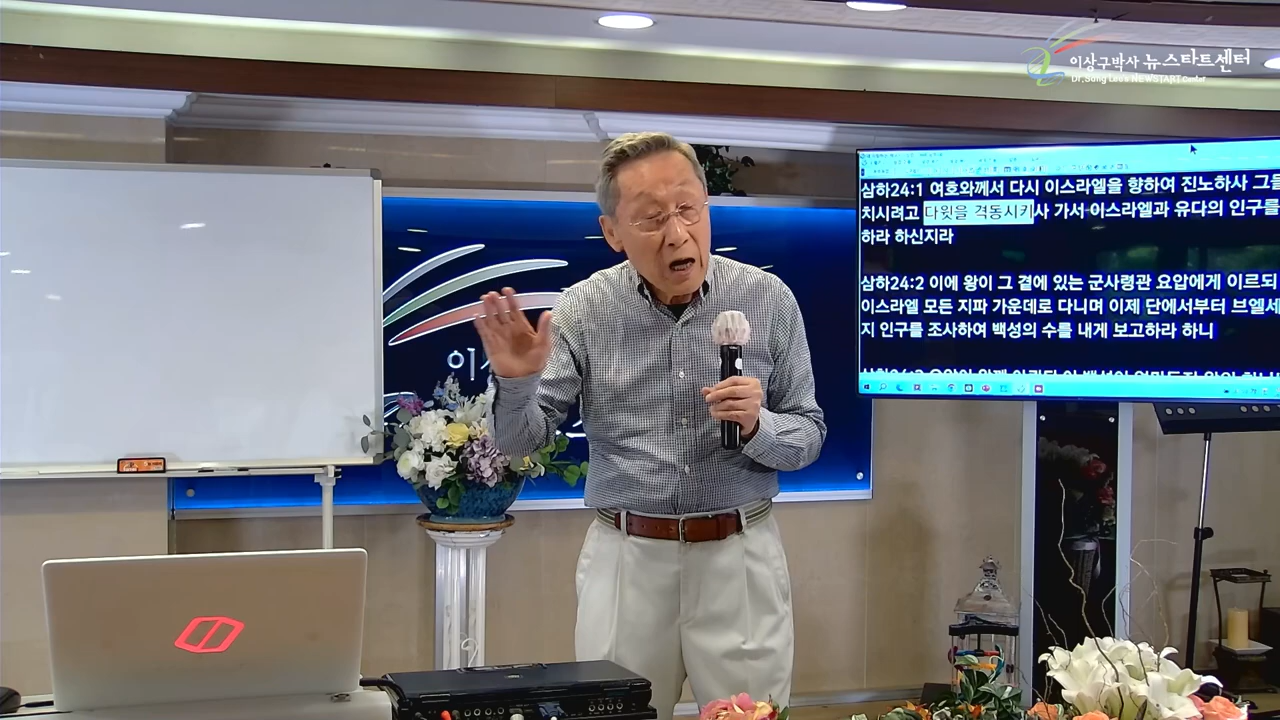 이상구박사 뉴스타트센터
Dr.Sang Lee's NEWSTART Center
삼하24:1 여호와께서 다시 이스라엘을 향하여 진노하사 그들
치시려고 다윗을 격동시키사 가서 이스라엘과 유다의 인구를
하라 하신지라
삼하24:2 이에 왕이 그 곁에 있는 군사령관 요압에게 이르되
이스라엘 모든 지파 가운데로 다니며 이제 단에서부터 브엘세
지 인구를 조사하여 백성의 수를 내게 보고하라 하니
이상